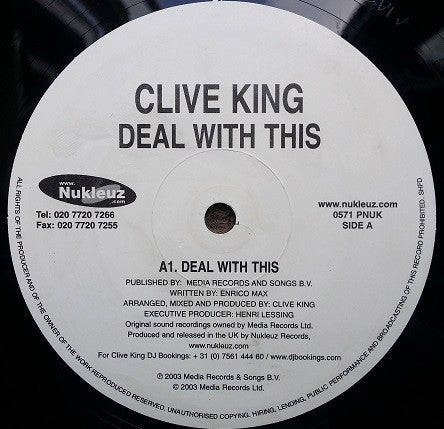 CLIVE KING
DEAL WITH THIS
www.
Nukleuz
.com
Tel: 020 7720 7266
Fax: 020 7720 7255
www.nukleuz.com
0571 PNUK
SIDE A
A1. DEAL WITH THIS
PUBLISHED BY: MEDIA RECORDS AND SONGS B.V.
WRITTEN BY: ENRICO MAX
ARRANGED, MIXED AND PRODUCED BY: CLIVE KING
EXECUTIVE PRODUCER: HENRI LESSING
Original sound recordings owned by Media Records Ltd.
Produced and released in the UK by Nukleuz Records,
www.nukleuz.com
For Clive King DJ Bookings: + 31 (0) 7561 444 60 / www.djbookings.com
℗ 2003 Media Records & Songs B.V.
© 2003 Media Records Ltd.
ALL RIGHTS OF THE PRODUCER AND OF THE OWNER OF THE WORK REPRODUCED RESERVED. UNAUTHORISED COPYING, HIRING, LENDING, PUBLIC PERFORMANCE AND BROADCASTING OF THIS RECORD PROHIBITED. SHFD